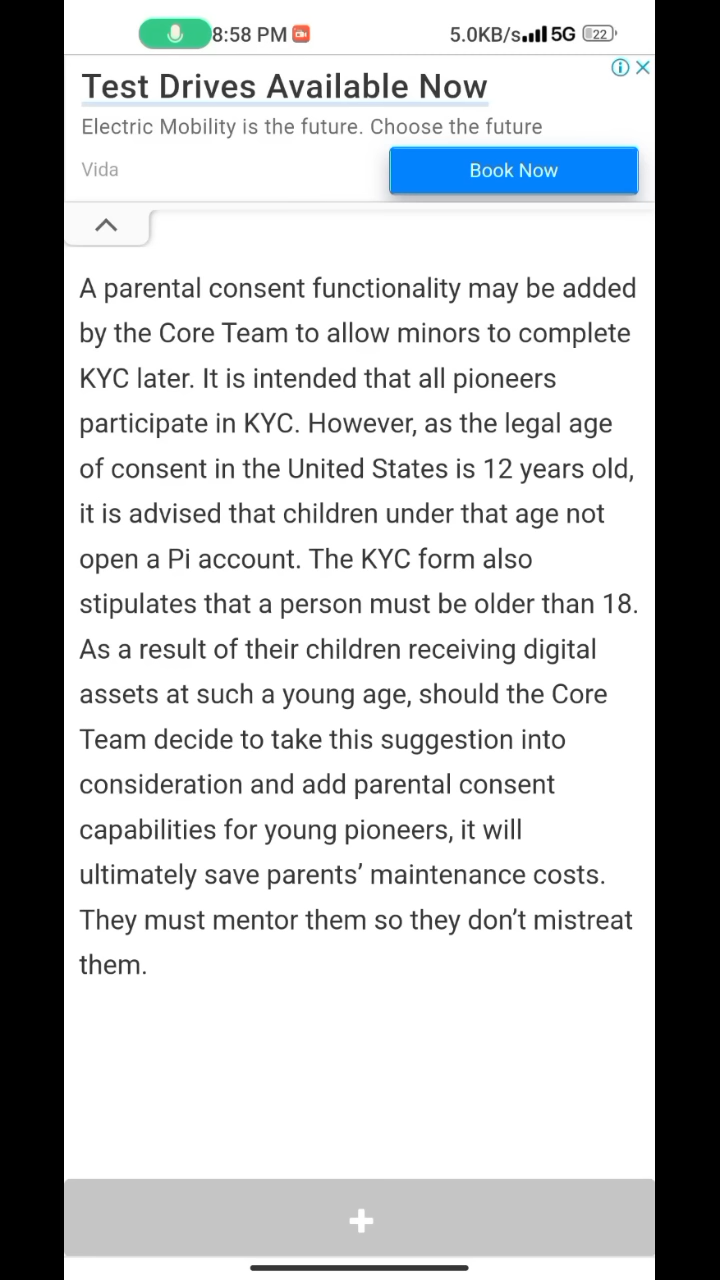 8:58 PM 5.0KB/s 5G 22
Test Drives Available Now
Electric Mobility is the future. Choose the future
Vida
Book Now
A parental consent functionality may be added
by the Core Team to allow minors to complete
KYC later. It is intended that all pioneers
participate in KYC. However, as the legal age
of consent in the United States is 12 years old,
it is advised that children under that age not
open a Pi account. The KYC form also
stipulates that a person must be older than 18.
As a result of their children receiving digital
assets at such a young age, should the Core
Team decide to take this suggestion into
consideration and add parental consent
capabilities for young pioneers, it will
ultimately save parents’ maintenance costs.
They must mentor them so they don’t mistreat
them.